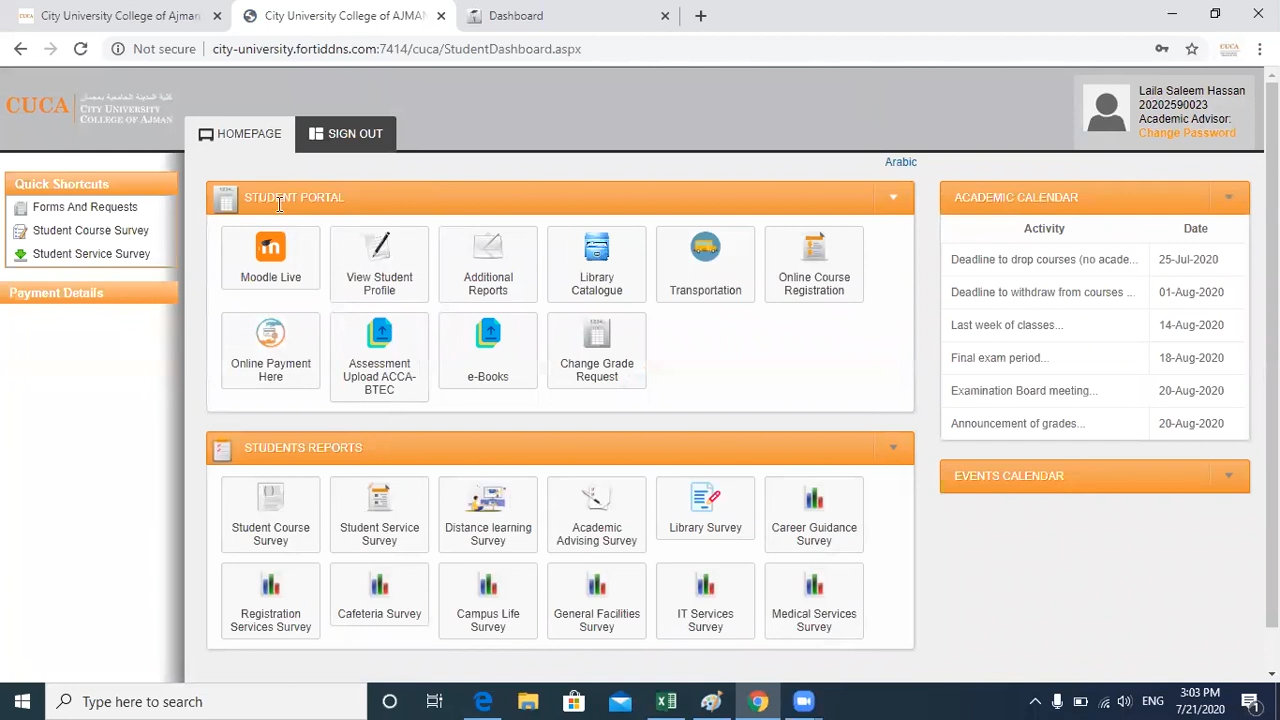 City University College of Ajman
City University College of AJMAN
Dashboard
Not secure
city-university.fortiddns.com:7414/cuca/StudentDashboard.aspx
CUCA
CUCA
CITY UNIVERSITY
COLLEGE OF AJMAN
HOMEPAGE
SIGN OUT
Laila Saleem Hassan
20202590023
Academic Advisor:
Change Password
Arabic
Quick Shortcuts
Forms And Requests
Student Course Survey
Student Service Survey
Payment Details
STUDENT PORTAL
Moodle Live
View Student
Profile
Additional
Reports
Library
Catalogue
Transportation
Online Course
Registration
Online Payment
Here
Assessment
Upload ACCA-
BTEC
e-Books
Change Grade
Request
STUDENTS REPORTS
Student Course
Survey
Student Service
Survey
Distance learning
Survey
Academic
Advising Survey
Library Survey
Career Guidance
Survey
Registration
Services Survey
Cafeteria Survey
Campus Life
Survey
General Facilities
Survey
IT Services
Survey
Medical Services
Survey
ACADEMIC CALENDAR
Activity Date
Deadline to drop courses (no acade... 25-Jul-2020
Deadline to withdraw from courses ... 01-Aug-2020
Last week of classes... 14-Aug-2020
Final exam period... 18-Aug-2020
Examination Board meeting... 20-Aug-2020
Announcement of grades... 20-Aug-2020
EVENTS CALENDAR
Type here to search
ENG
3:03 PM
7/21/2020